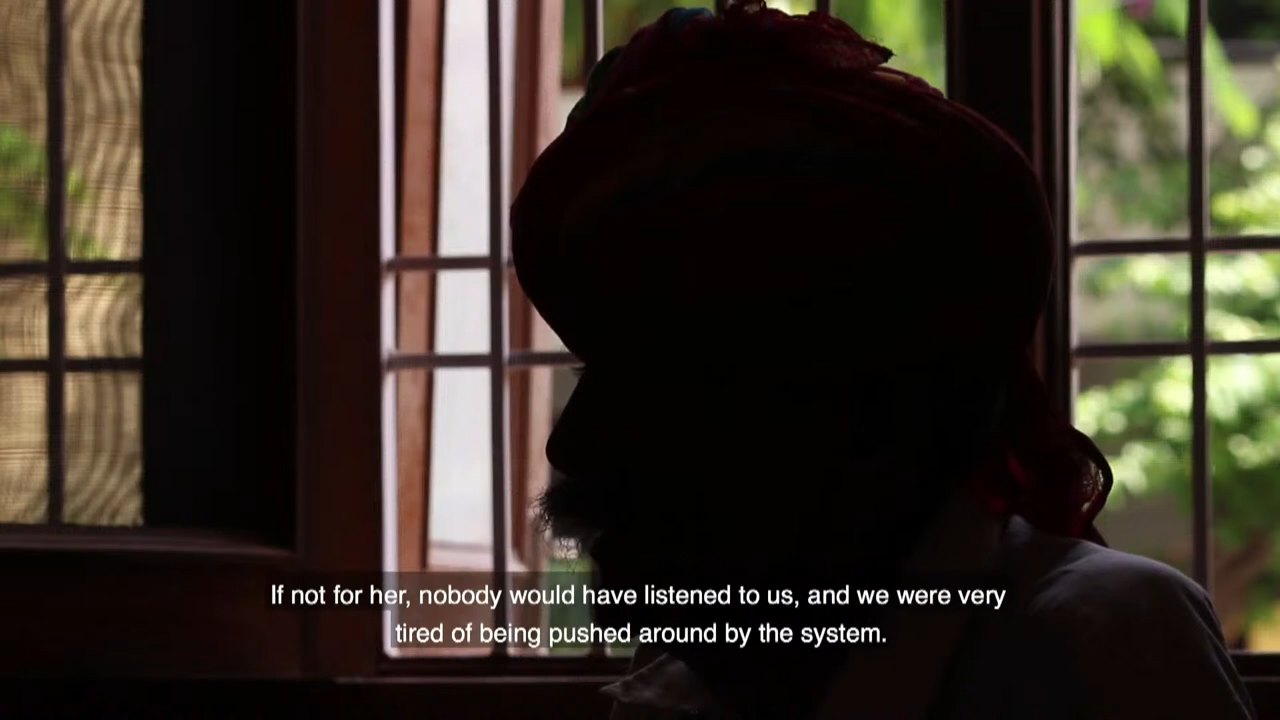 If not for her, nobody would have listened to us, and we were very
tired of being pushed around by the system.